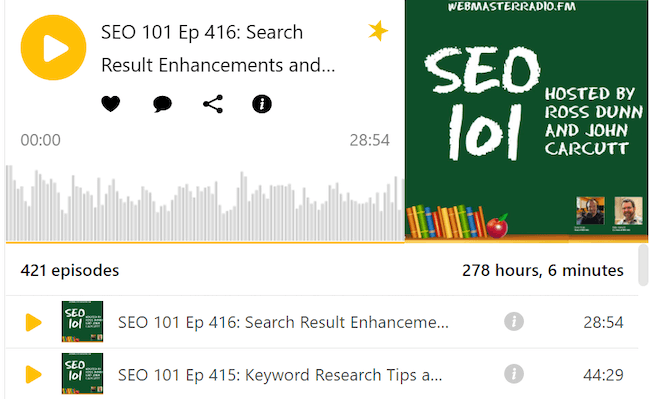 SEO 101 Ep 416: Search
Result Enhancements and...
00:00
28:54
WEBMASTERRADIO.FM
SEO
101
HOSTED BY
ROSS DUNN
AND JOHN
CARCUTT
421 episodes
278 hours, 6 minutes
SEO 101 Ep 416: Search Result Enhanceme...
28:54
SEO 101 Ep 415: Keyword Research Tips a...
44:29